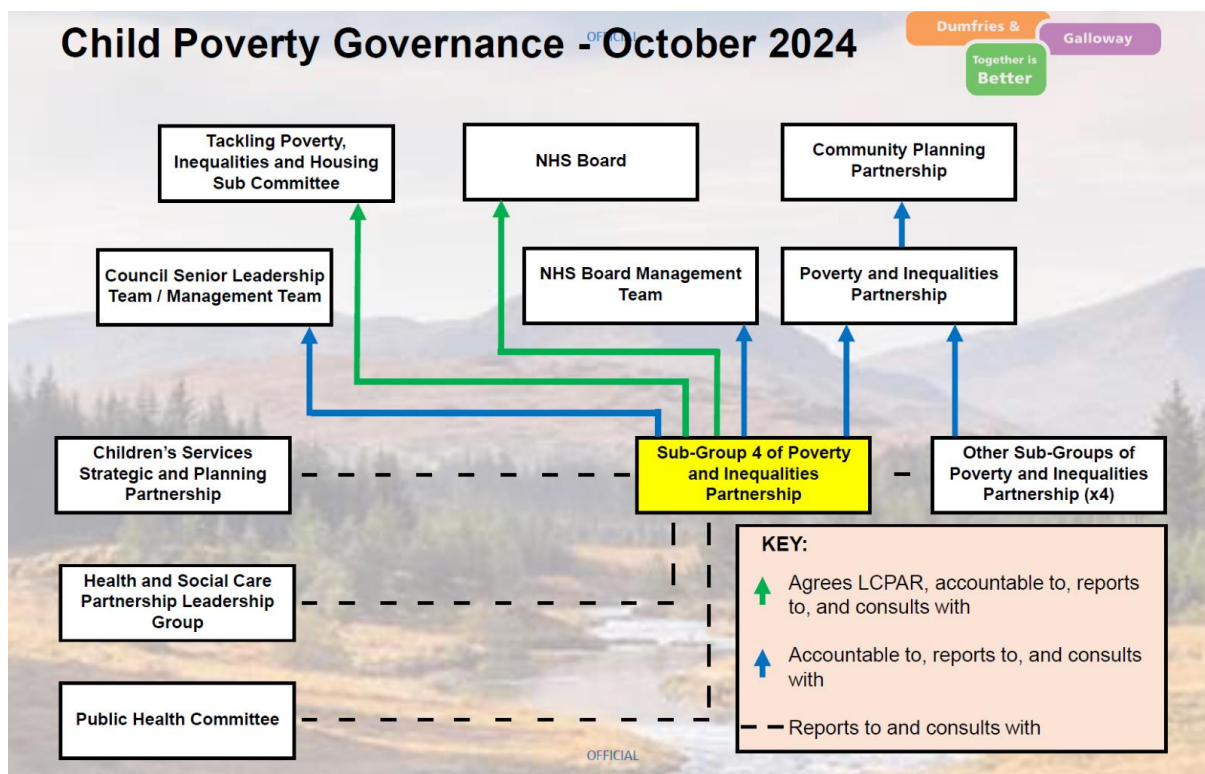 OFFICIAL
Child Poverty Governance - October 2024
Dumfries &
Galloway
Together is
Better
Tackling Poverty,
Inequalities and Housing
Sub Committee
NHS Board
Community Planning
Partnership
Council Senior Leadership
Team / Management Team
NHS Board Management
Team
Poverty and Inequalities
Partnership
Children's Services
Strategic and Planning
Partnership
Sub-Group 4 of Poverty
and Inequalities
Partnership
Other Sub-Groups of
Poverty and Inequalities
Partnership (x4)
Health and Social Care
Partnership Leadership
Group
Public Health Committee
KEY:
Agrees LCPAR, accountable to, reports
to, and consults with
Accountable to, reports to, and consults
with
Reports to and consults with
OFFICIAL